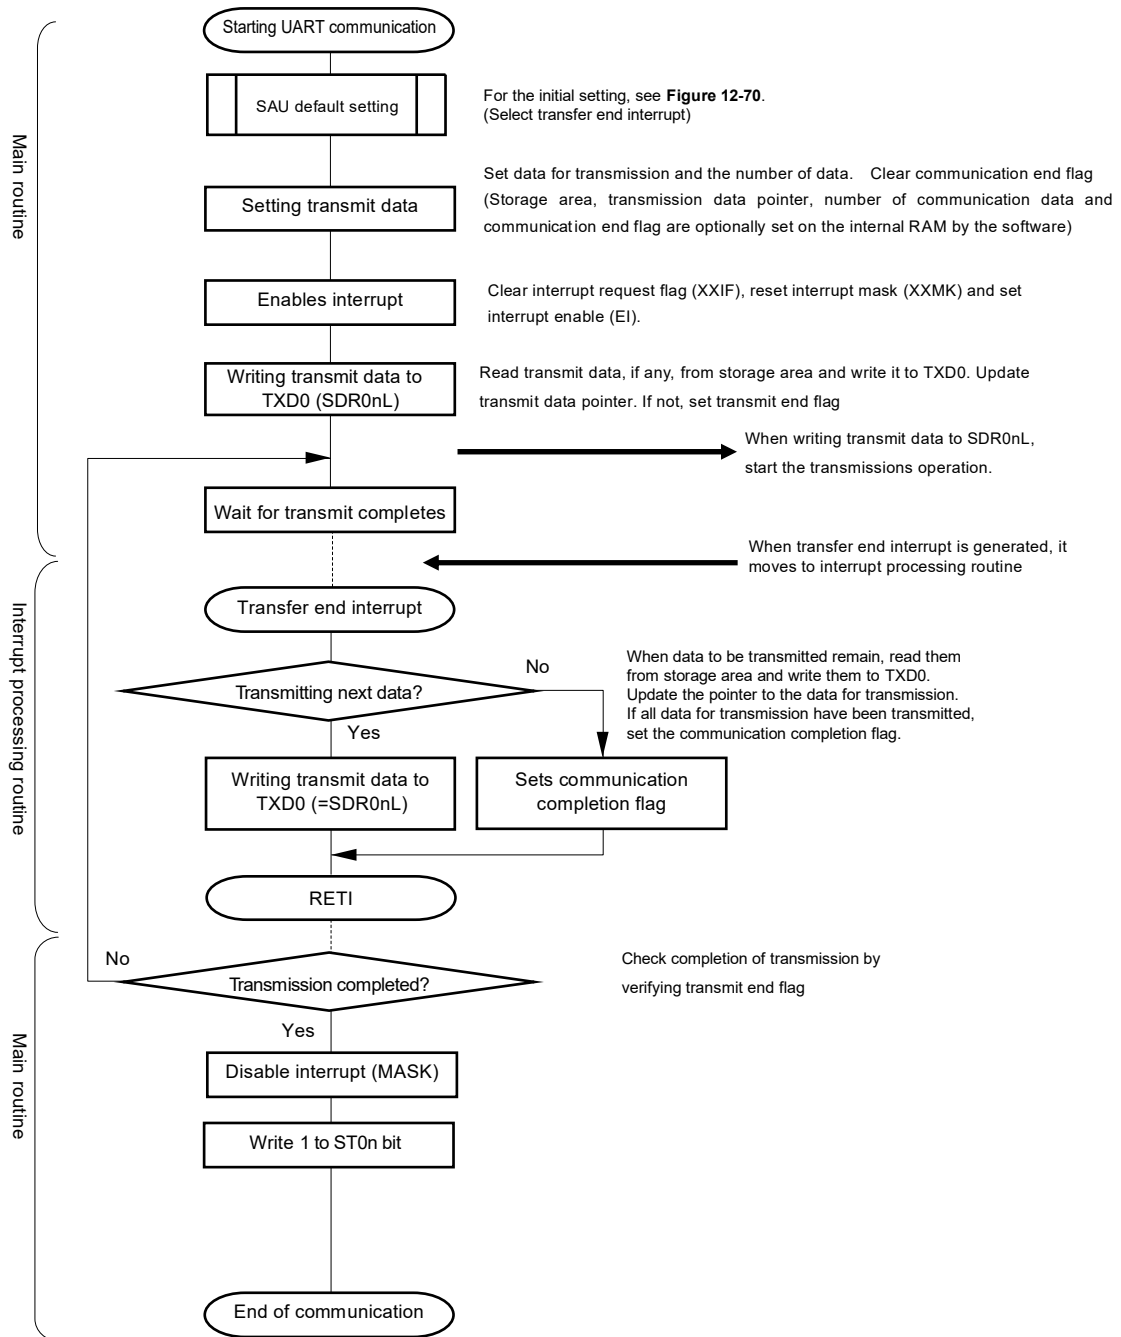 Starting UART communication
SAU default setting
For the initial setting, see Figure 12-70.
(Select transfer end interrupt)
Main routine
Setting transmit data
Set data for transmission and the number of data. Clear communication end flag
(Storage area, transmission data pointer, number of communication data and
communication end flag are optionally set on the internal RAM by the software)
Enables interrupt
Clear interrupt request flag (XXIF), reset interrupt mask (XXMK) and set
interrupt enable (EI).
Writing transmit data to
TXD0 (SDR0nL)
Read transmit data, if any, from storage area and write it to TXD0. Update
transmit data pointer. If not, set transmit end flag
When writing transmit data to SDR0nL,
start the transmissions operation.
Wait for transmit completes
When transfer end interrupt is generated, it
moves to interrupt processing routine
Interrupt processing routine
Transfer end interrupt
Transmitting next data?
No
Yes
When data to be transmitted remain, read them
from storage area and write them to TXD0.
Update the pointer to the data for transmission.
If all data for transmission have been transmitted,
set the communication completion flag.
Writing transmit data to
TXD0 (=SDR0nL)
Sets communication
completion flag
RETI
No
Transmission completed?
Check completion of transmission by
verifying transmit end flag
Yes
Main routine
Disable interrupt (MASK)
Write 1 to ST0n bit
End of communication